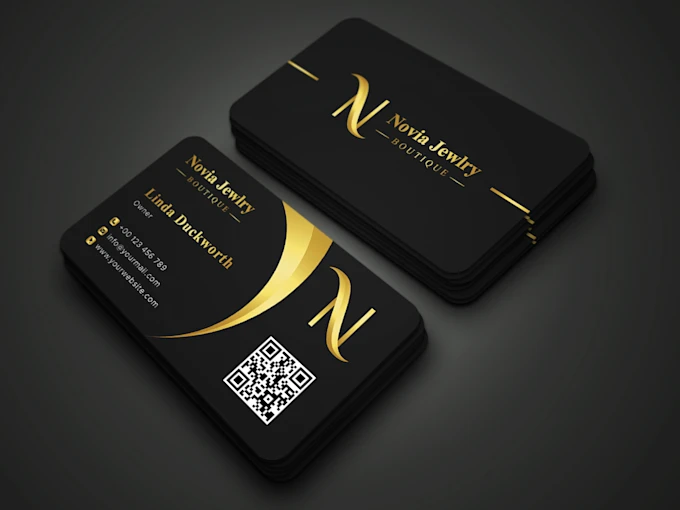 N
Novia Jewlry
BOUTIQUE
Novia Jewlry
BOUTIQUE
Linda Duckworth
Owner
+00 123 456 789
info@yourmail.com
www.yourwebsite.com
N